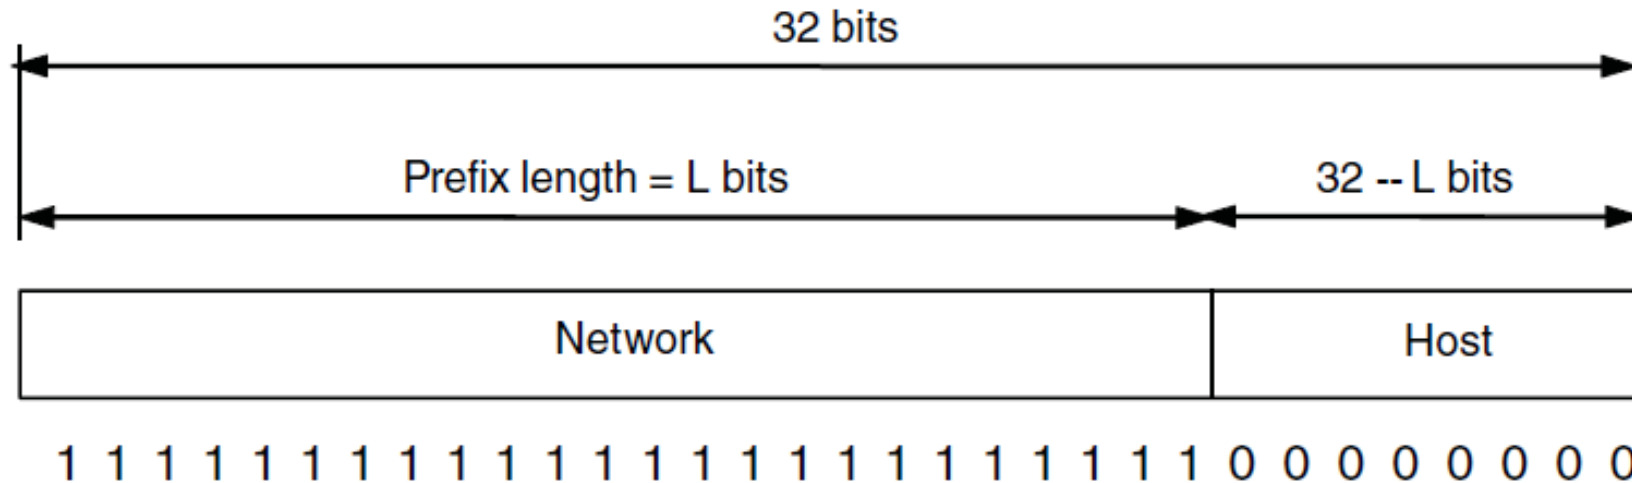 32 bits
Prefix length = L bits
32 -- L bits
Network
Host
1 1 1 1 1 1 1 1 1 1 1 1 1 1 1 1 1 1 1 1 1 1 1 1 0 0 0 0 0 0 0 0